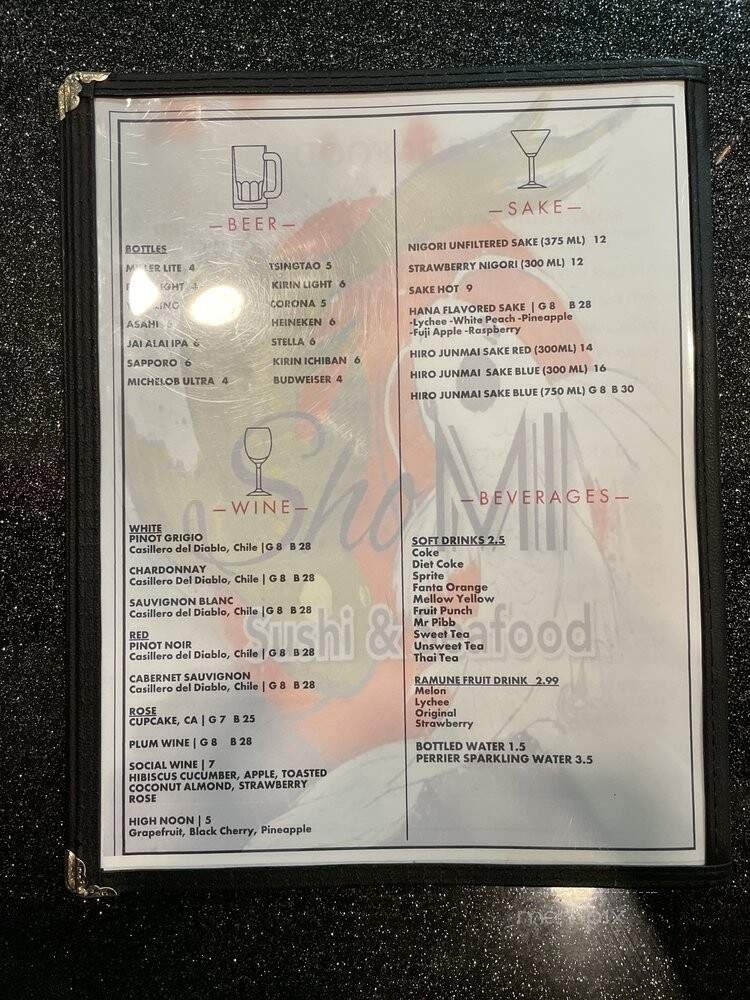 BEER
BOTTLES
MILLER LITE 4
LIGHT 4
ASAHI
JAI ALAI IPA 6
SAPPORO 6
MICHELOB ULTRA 4
TSINGTAO 5
KIRIN LIGHT 6
CORONA 5
HEINEKEN 6
STELLA 6
KIRIN ICHIBAN 6
BUDWEISER 4
WINE
WHITE
PINOT GRIGIO
Casillero del Diablo, Chile | G 8 B 28
CHARDONNAY
Casillero Del Diablo, Chile | G 8 B 28
SAUVIGNON BLANC
Casillero del Diablo, Chile | G 8 B 28
RED
PINOT NOIR
Casillero del Diablo, Chile | G 8 B 28
CABERNET SAUVIGNON
Casillero del Diablo, Chile | G 8 B 28
ROSE
CUPCAKE, CA | G 7 B 25
PLUM WINE | G 8 B 28
SOCIAL WINE | 7
HIBISCUS CUCUMBER, APPLE, TOASTED
COCONUT ALMOND, STRAWBERRY
ROSE
HIGH NOON | 5
Grapefruit, Black Cherry, Pineapple
SAKE
NIGORI UNFILTERED SAKE (375 ML) 12
STRAWBERRY NIGORI (300 ML) 12
SAKE HOT 9
HANA FLAVORED SAKE | G 8 B 28
-Lychee -White Peach -Pineapple
-Fuji Apple -Raspberry
HIRO JUNMAI SAKE RED (300ML) 14
HIRO JUNMAI SAKE BLUE (300 ML) 16
HIRO JUNMAI SAKE BLUE (750 ML) G 8 B 30
BEVERAGES
SOFT DRINKS 2.5
Coke
Diet Coke
Sprite
Fanta Orange
Mellow Yellow
Fruit Punch
Mr Pibb
Sweet Tea
Unsweet Tea
Thai Tea
RAMUNE FRUIT DRINK 2.99
Melon
Lychee
Original
Strawberry
BOTTLED WATER 1.5
PERRIER SPARKLING WATER 3.5
ShoMI
Sushi & Seafood
menupix